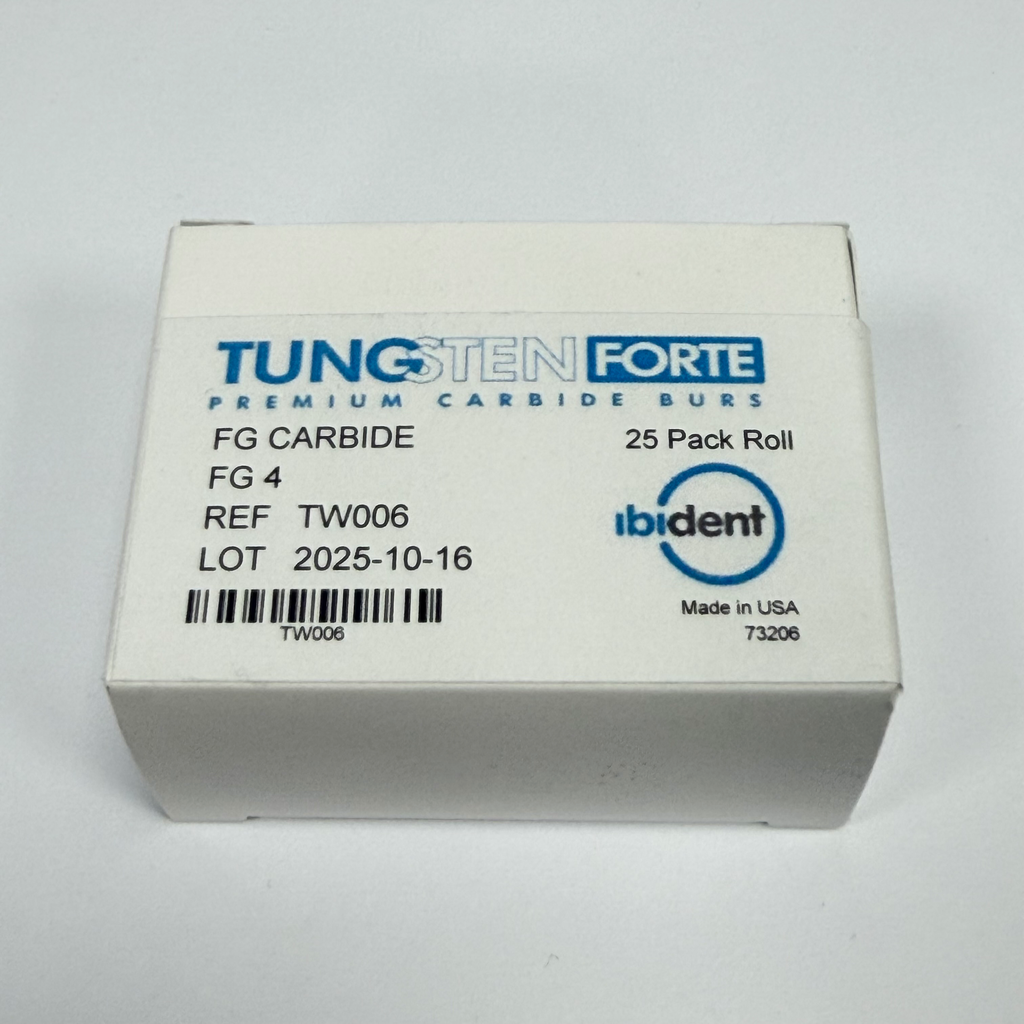 TUNGSTEN FORTE
PREMIUM CARBIDE BURS
FG CARBIDE
25 Pack Roll
FG 4
REF TW006
LOT 2025-10-16
TW006
ibident
Made in USA
73206